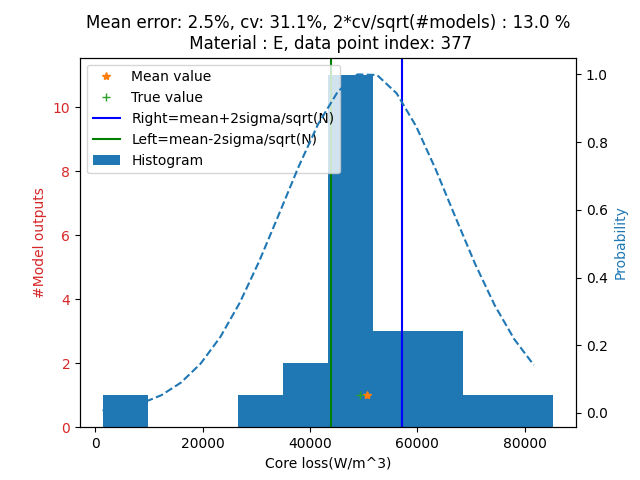 Mean error: 2.5%, cv: 31.1%, 2*cv/sqrt(#models) : 13.0 %
Material : E, data point index: 377
Mean value
True value
Right=mean+2sigma/sqrt(N)
Left=mean-2sigma/sqrt(N)
Histogram
#Model outputs
10
8
6
4
2
0
1.0
0.8
0.6
0.4
0.2
0.0
Probability
0
20000
40000
60000
80000
Core loss(W/m^3)